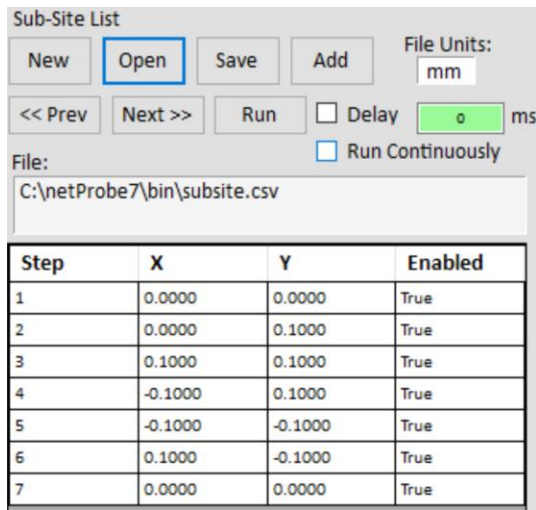 Sub-Site List
New Open Save Add File Units:
mm
<< Prev Next >> Run Delay 0 ms
Run Continuously
File:
C:\netProbe7\bin\subsite.csv
Step X Y Enabled
1 0.0000 0.0000 True
2 0.0000 0.1000 True
3 0.1000 0.1000 True
4 -0.1000 0.1000 True
5 -0.1000 -0.1000 True
6 0.1000 -0.1000 True
7 0.0000 0.0000 True